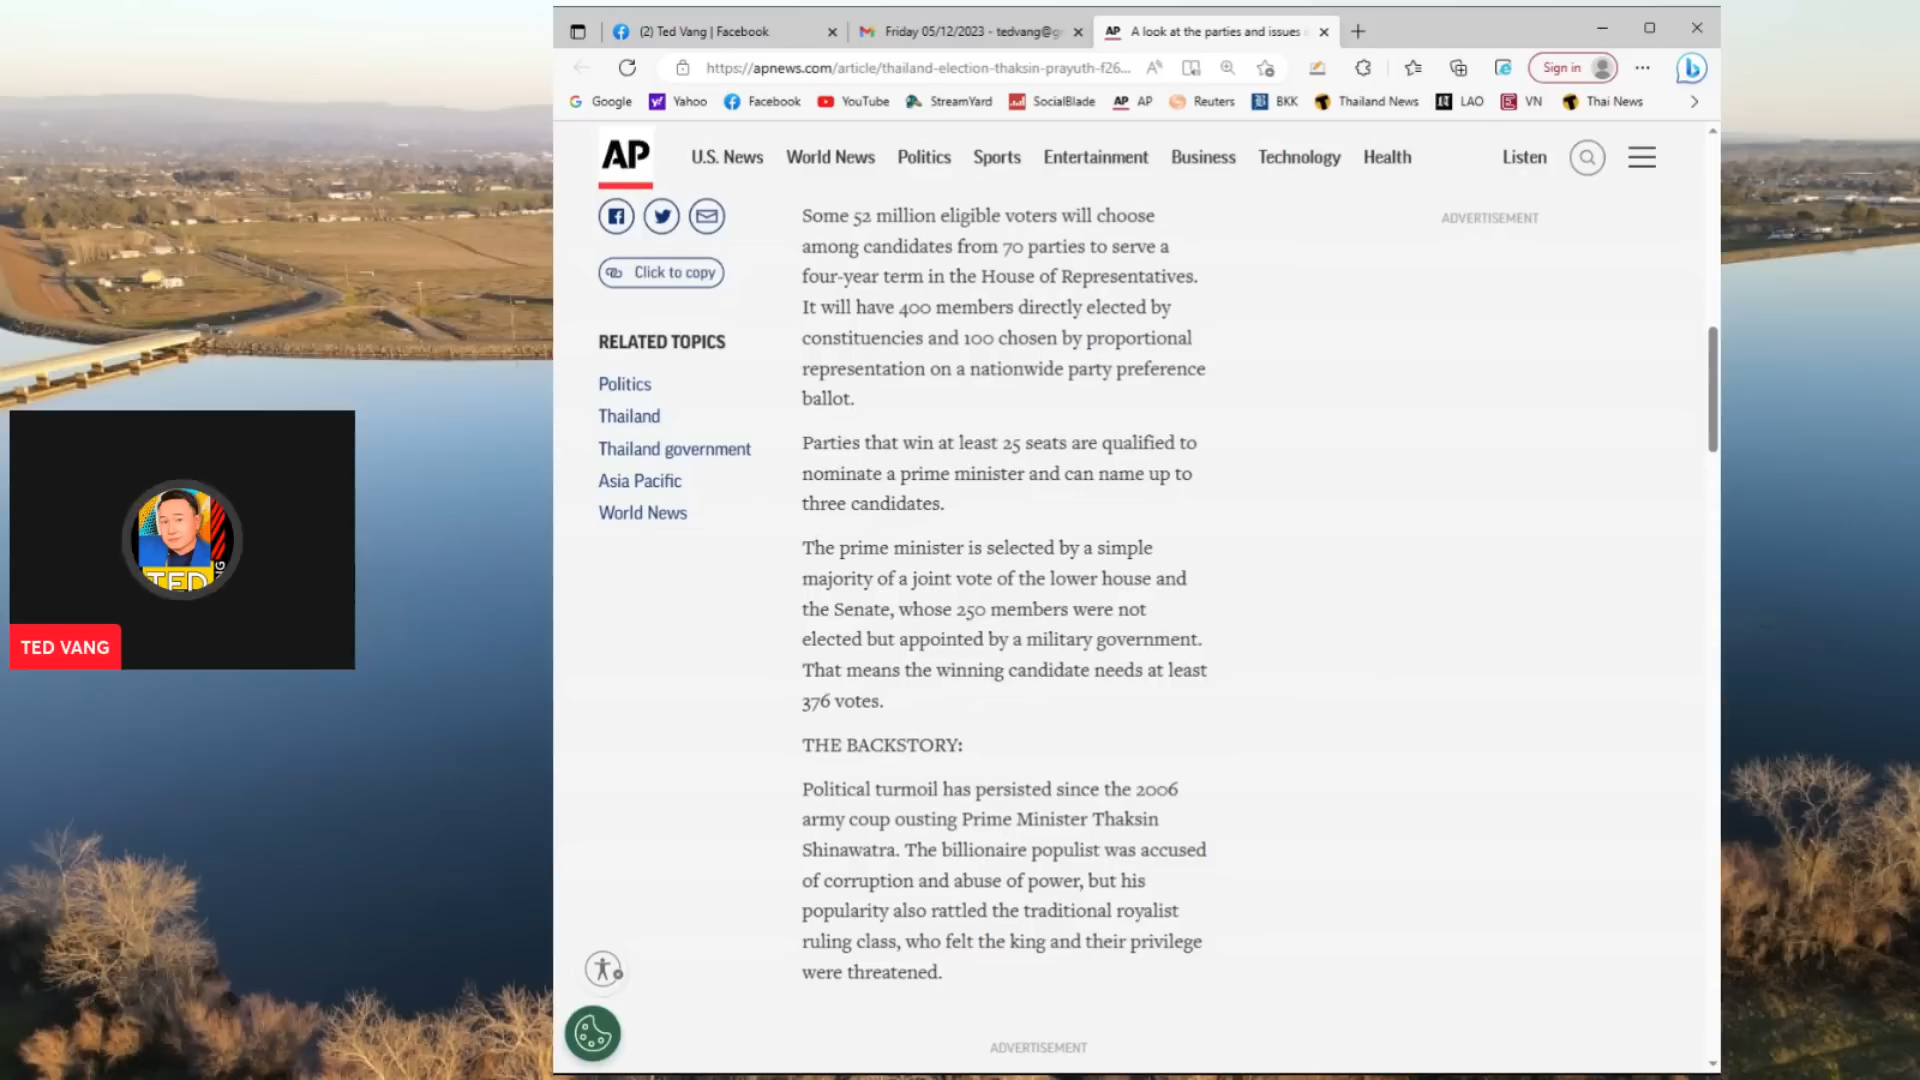 (2) Ted Vang | Facebook
Friday 05/12/2023 - tedvang@g
AP A look at the parties and issues i
https://apnews.com/article/thailand-election-thaksin-prayuth-f26...
Sign in
Google Yahoo Facebook YouTube StreamYard SocialBlade AP AP Reuters BKK Thailand News LAO VN Thai News
AP U.S. News World News Politics Sports Entertainment Business Technology Health Listen
Click to copy
RELATED TOPICS
Politics
Thailand
Thailand government
Asia Pacific
World News
Some 52 million eligible voters will choose
among candidates from 70 parties to serve a
four-year term in the House of Representatives.
It will have 400 members directly elected by
constituencies and 100 chosen by proportional
representation on a nationwide party preference
ballot.
Parties that win at least 25 seats are qualified to
nominate a prime minister and can name up to
three candidates.
The prime minister is selected by a simple
majority of a joint vote of the lower house and
the Senate, whose 250 members were not
elected but appointed by a military government.
That means the winning candidate needs at least
376 votes.
THE BACKSTORY:
Political turmoil has persisted since the 2006
army coup ousting Prime Minister Thaksin
Shinawatra. The billionaire populist was accused
of corruption and abuse of power, but his
popularity also rattled the traditional royalist
ruling class, who felt the king and their privilege
were threatened.
ADVERTISEMENT
ADVERTISEMENT
TED
TED VANG